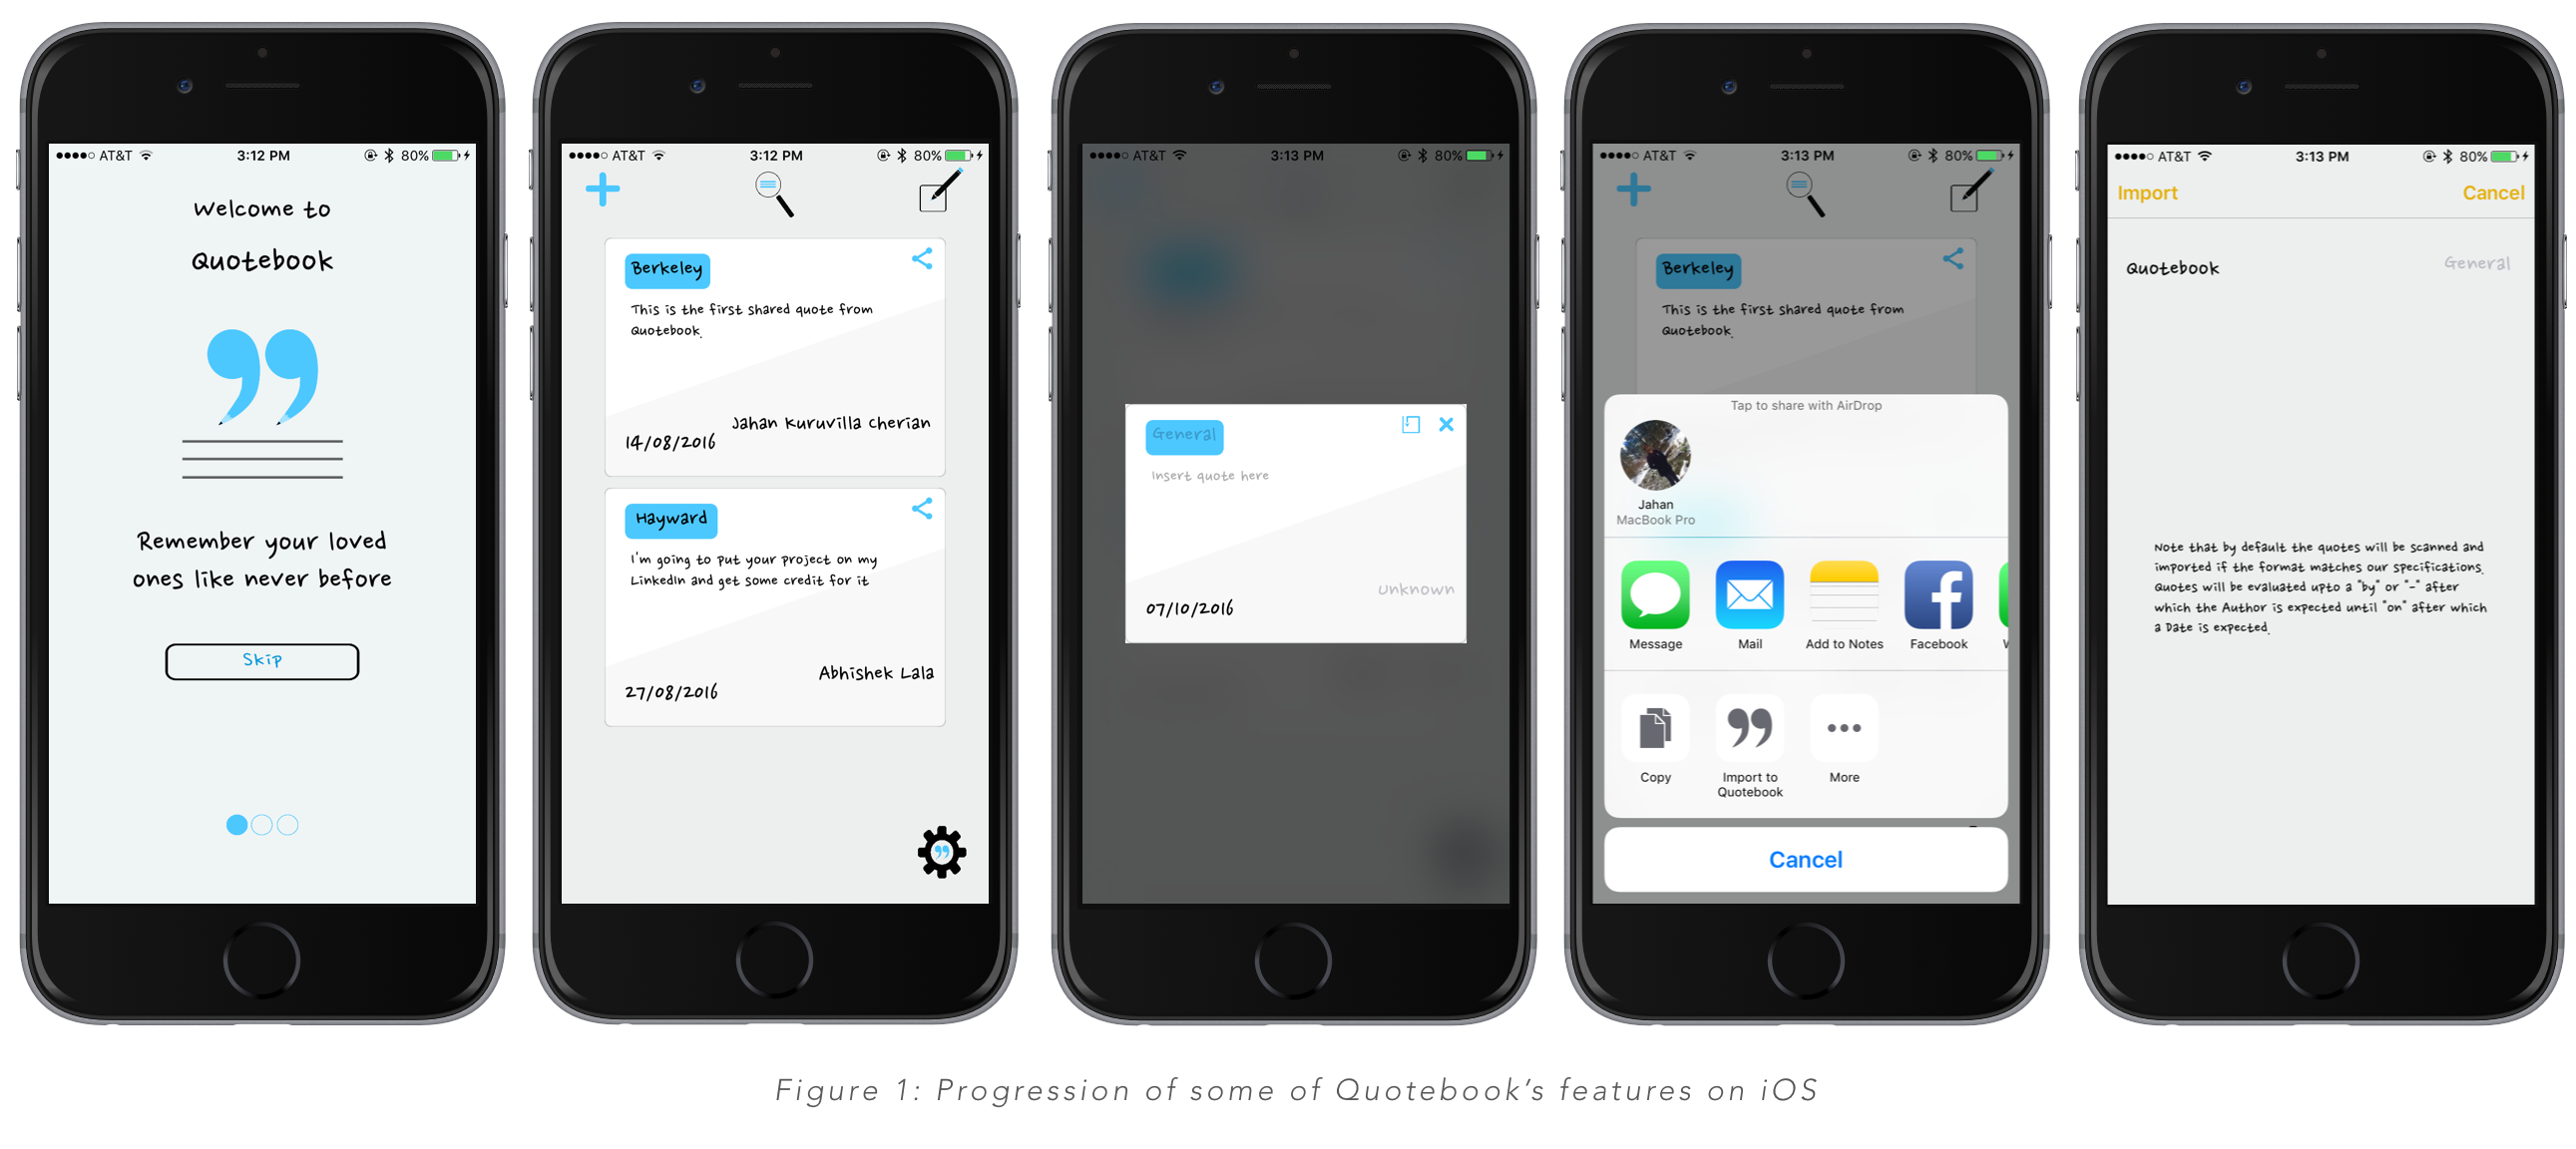 AT&T 3:12 PM 80%
Welcome to
Quotebook
Remember your loved
ones like never before
Skip
AT&T 3:12 PM 80%
Berkeley
This is the first shared quote from
Quotebook.
Jahan Kuruvilla Cherian
14/08/2016
Hayward
I'm going to put your project on my
LinkedIn and get some credit for it
Abhishek Lala
27/08/2016
AT&T 3:13 PM 80%
General
Insert quote here
Unknown
07/10/2016
AT&T 3:13 PM 80%
Berkeley
This is the first shared quote from
Quotebook.
Tap to share with AirDrop
Jahan
MacBook Pro
Message Mail Add to Notes Facebook
Copy Import to More
Quotebook
Cancel
AT&T 3:13 PM 80%
Import Cancel
Quotebook General
Note that by default the quotes will be scanned and
imported if the format matches our specifications.
Quotes will be evaluated upto a "by" or "-" after
which the Author is expected until "on" after which
a Date is expected.
Figure 1: Progression of some of Quotebook's features on iOS